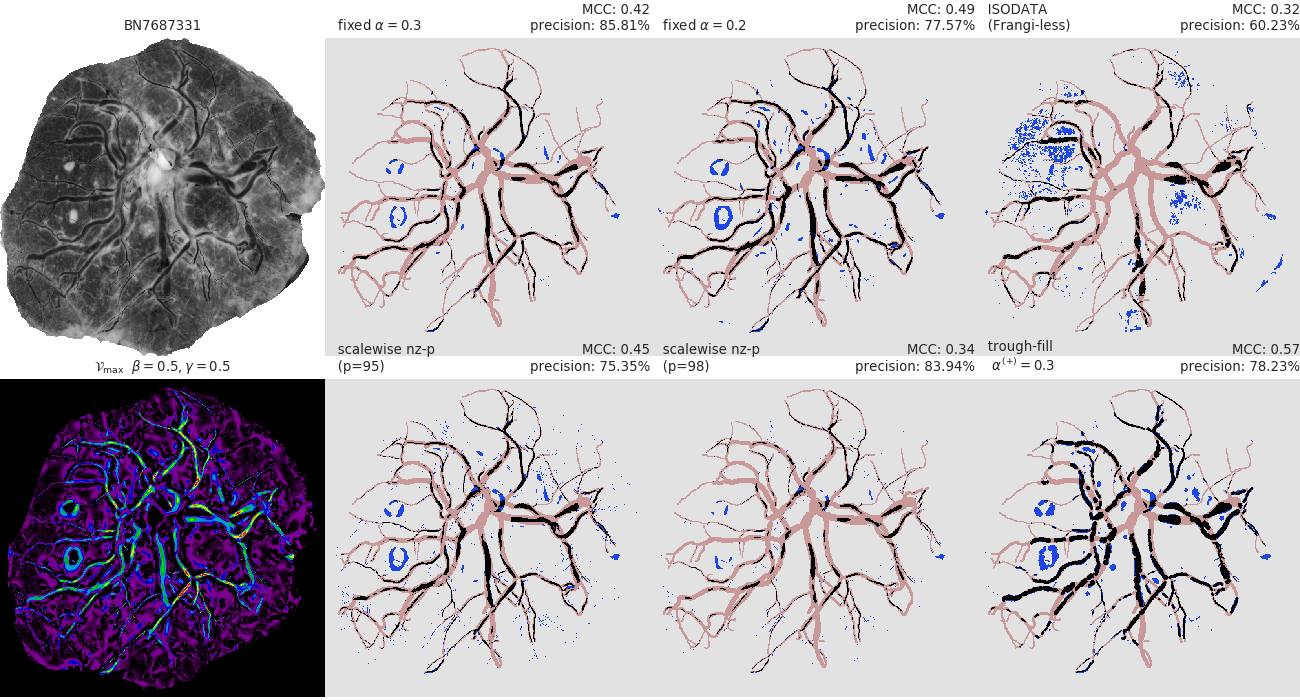 BN7687331
fixed α = 0.3
MCC: 0.42
precision: 85.81%
fixed α = 0.2
MCC: 0.49
precision: 77.57%
ISODATA
(Frangi-less)
MCC: 0.32
precision: 60.23%
𝒱max β = 0.5, γ = 0.5
scalewise nz-p
(p=95)
MCC: 0.45
precision: 75.35%
scalewise nz-p
(p=98)
MCC: 0.34
precision: 83.94%
trough-fill
α(+) = 0.3
MCC: 0.57
precision: 78.23%